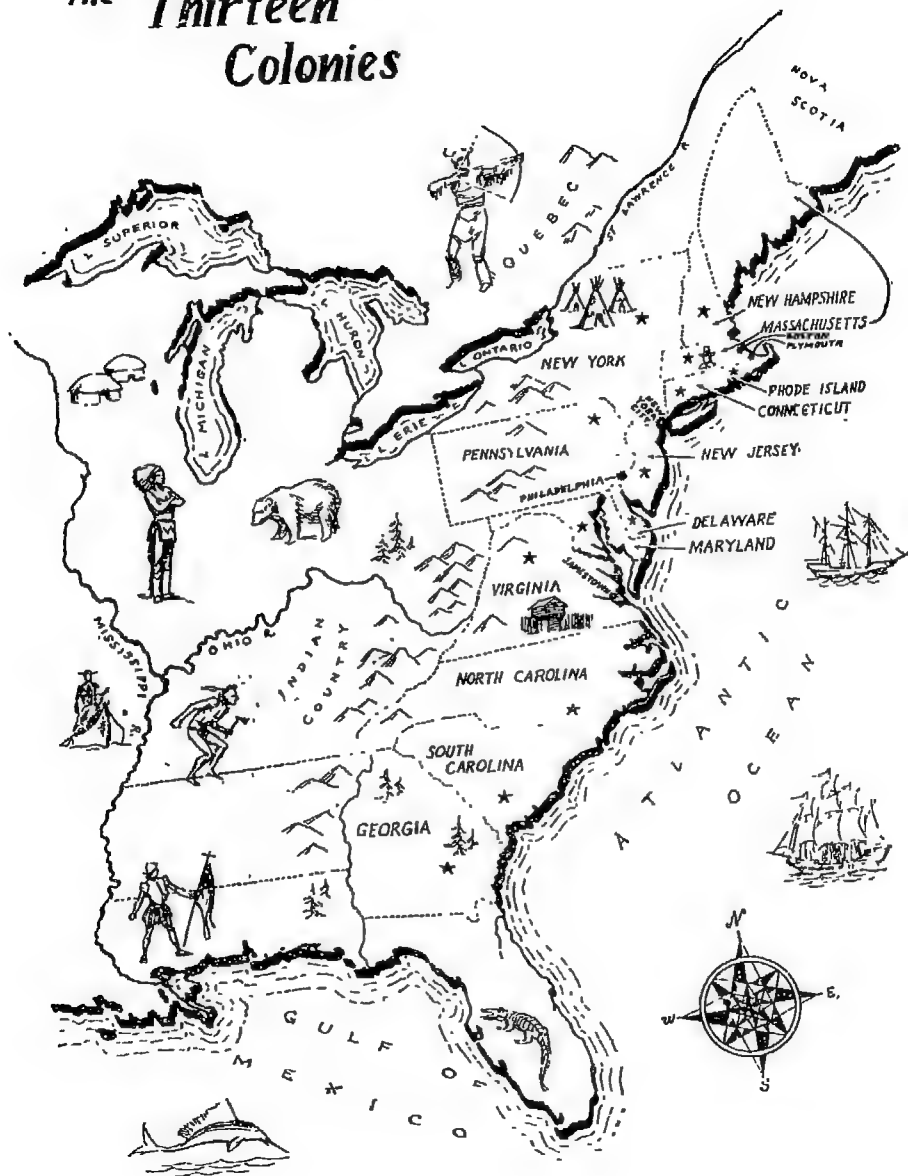 The Thirteen
Colonies
NOVA
SCOTIA
QUEBEC
ST LAWRENCE R.
L SUPERIOR
L MICHIGAN
L HURON
L ONTARIO
L ERIE
NEW HAMPSHIRE
MASSACHUSETTS
BOSTON
PLYMOUTH
NEW YORK
RHODE ISLAND
CONNECTICUT
PENNSYLVANIA
NEW JERSEY
PHILADELPHIA
DELAWARE
MARYLAND
VIRGINIA
JAMESTOWN
MISSISSIPPI R.
OHIO R.
INDIAN
COUNTRY
NORTH CAROLINA
SOUTH
CAROLINA
GEORGIA
ATLANTIC
OCEAN
GULF OF
MEXICO
N
W
E.
S